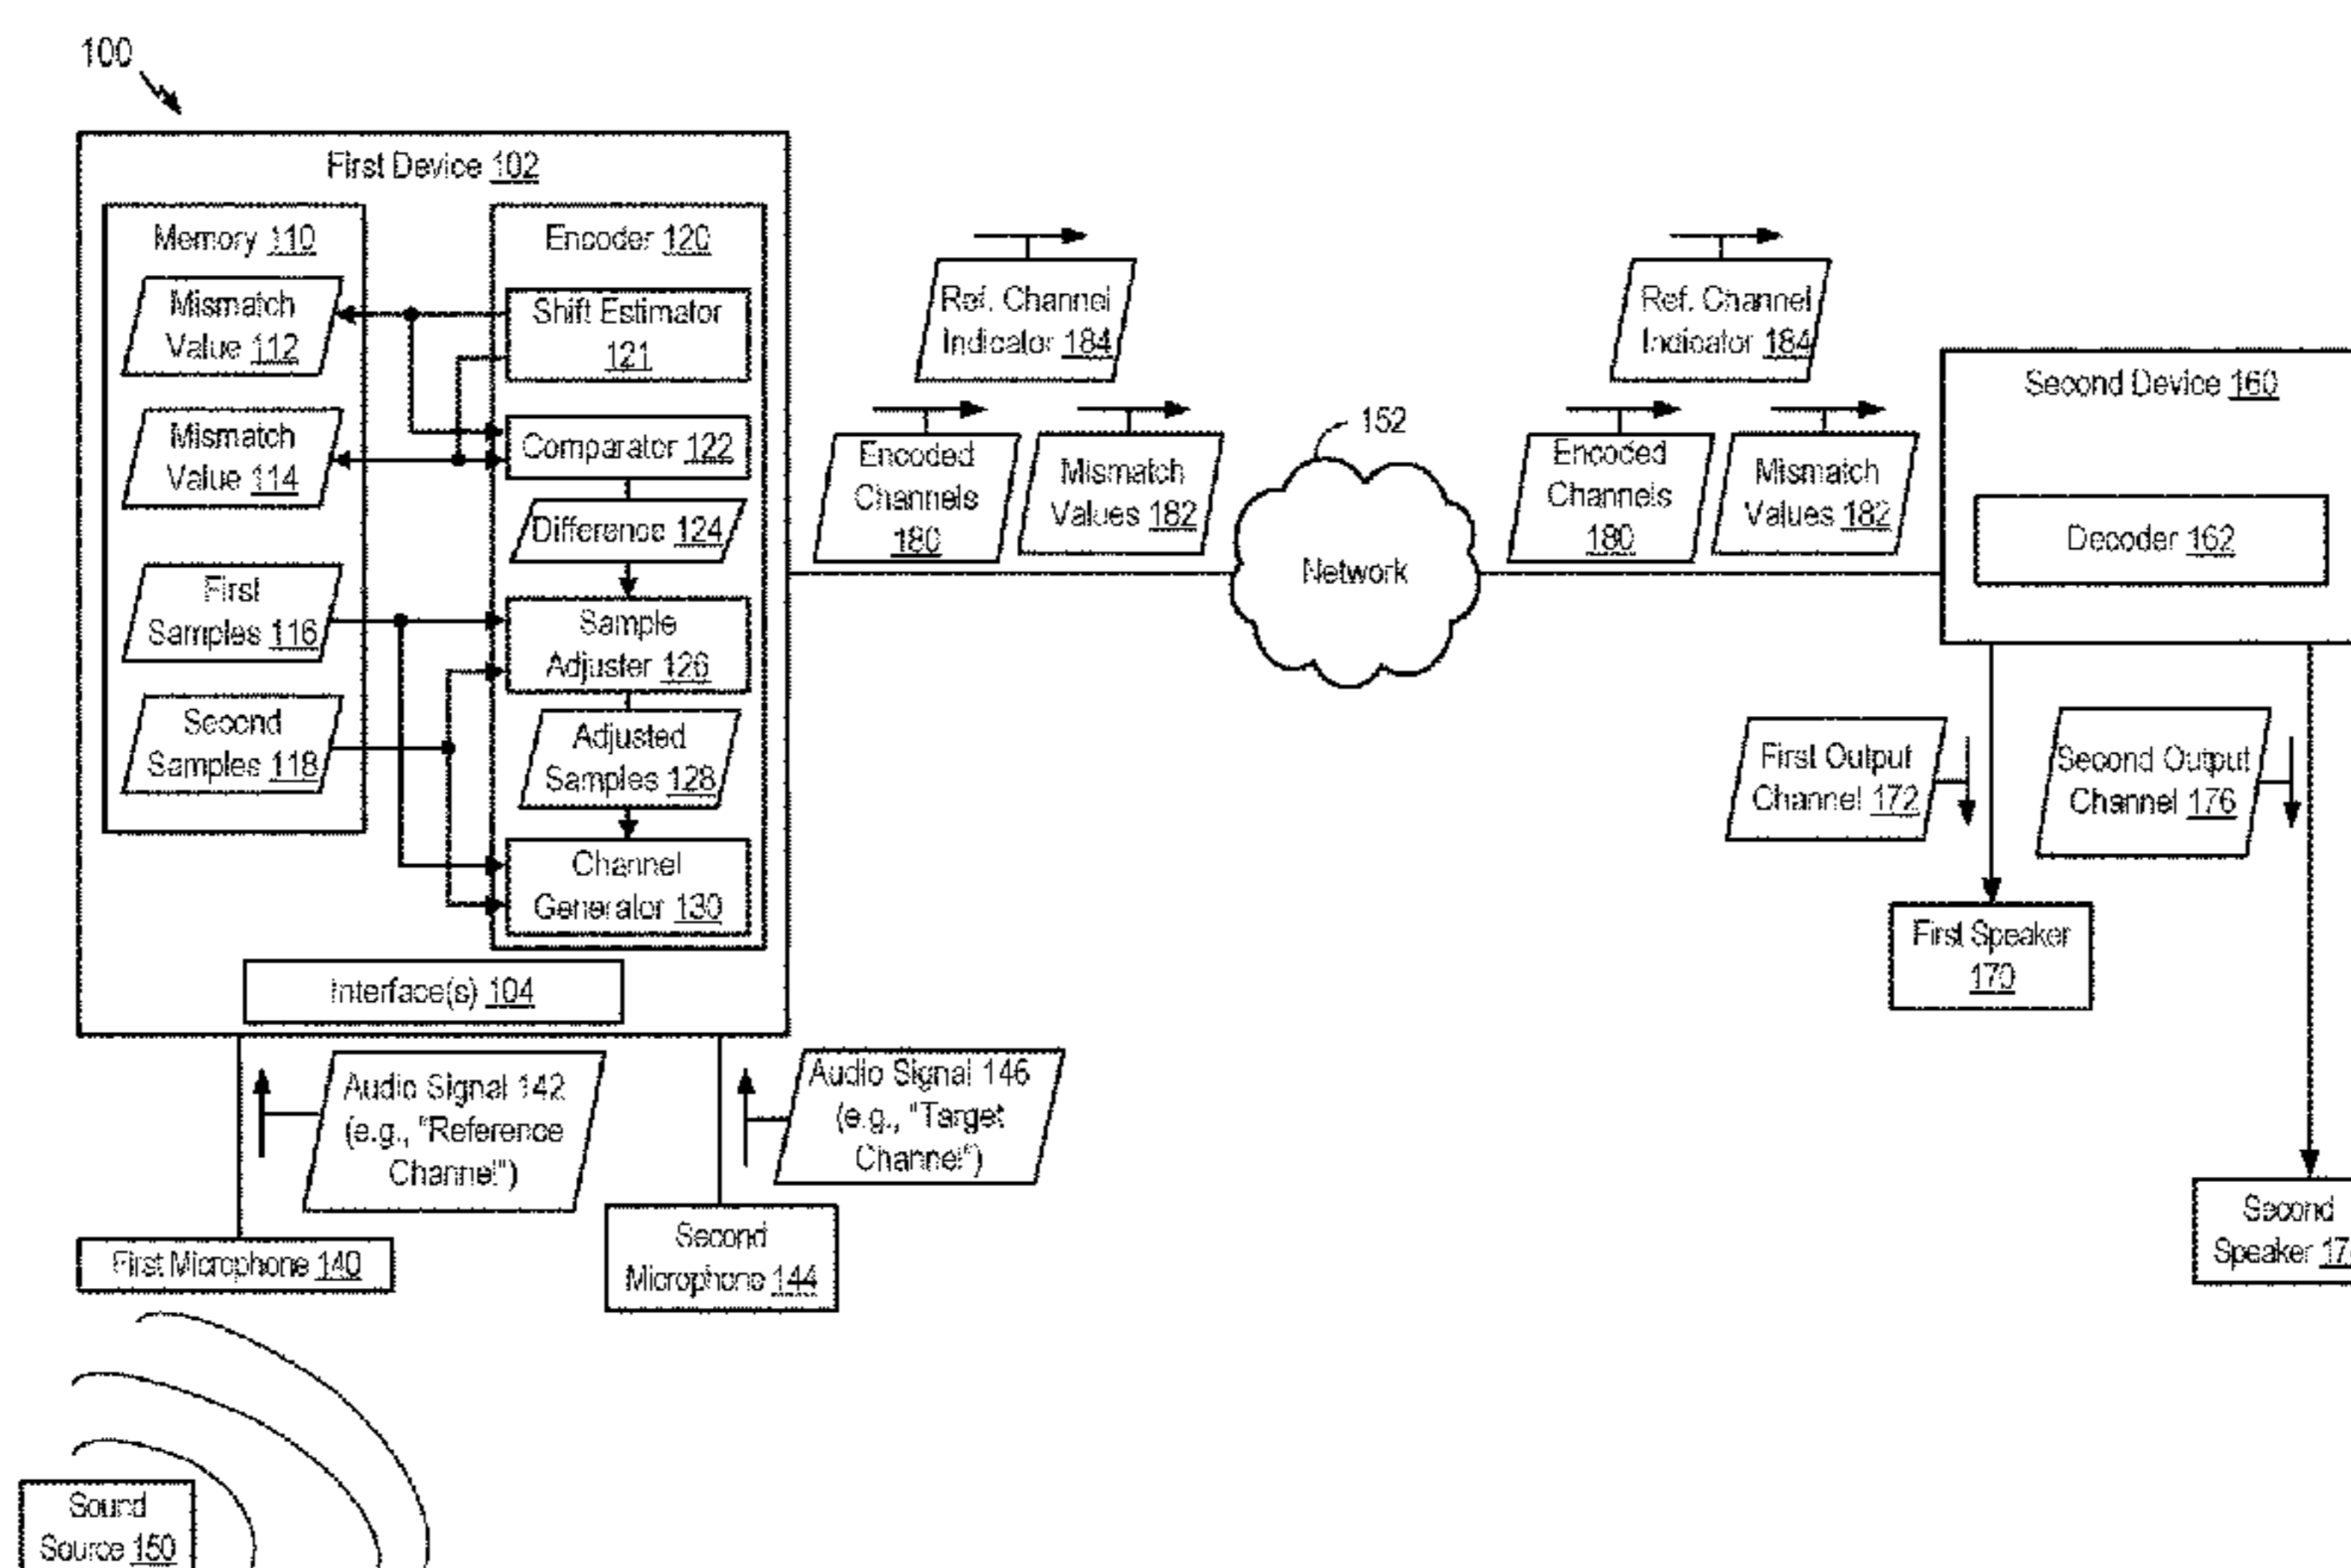 100
First Device 102
Memory 110
Mismatch
Value 112
Mismatch
Value 114
First
Samples 116
Second
Samples 118
Encoder 120
Shift Estimator
121
Comparator 122
Difference 124
Sample
Adjuster 126
Adjusted
Samples 128
Channel
Generator 130
Interface(s) 104
Ref. Channel
Indicator 184
Encoded
Channels
180
Mismatch
Values 182
152
Network
Ref. Channel
Indicator 184
Encoded
Channels
180
Mismatch
Values 182
Second Device 160
Decoder 162
First Output
Channel 172
Second Output
Channel 176
First Speaker
170
Second
Speaker
Audio Signal 142
(e.g., "Reference
Channel")
Audio Signal 146
(e.g., "Target
Channel")
First Microphone 140
Second
Microphone 144
Sound
Source 150